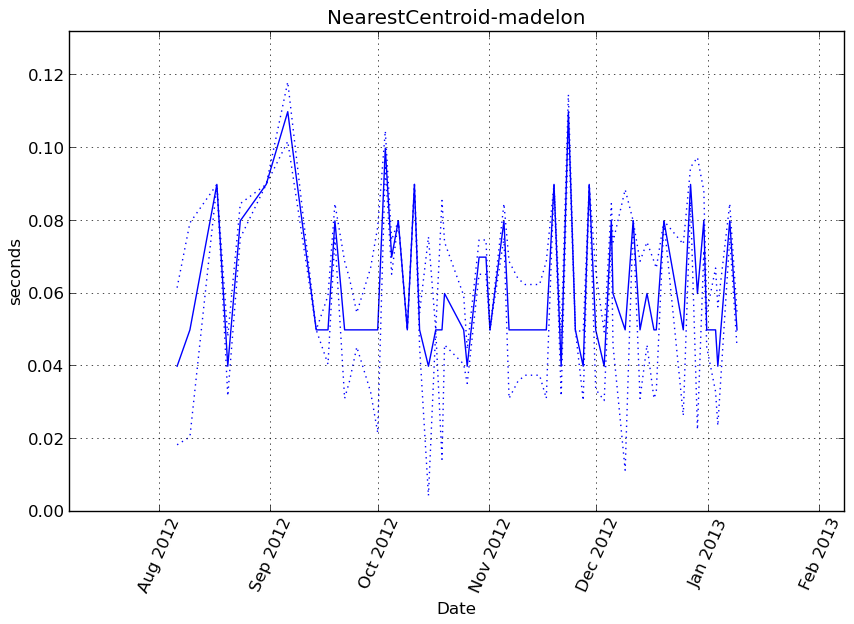 NearestCentroid-madelon
0.12
0.10
0.08
0.06
0.04
0.02
0.00
seconds
Aug 2012
Sep 2012
Oct 2012
Nov 2012
Dec 2012
Jan 2013
Feb 2013
Date